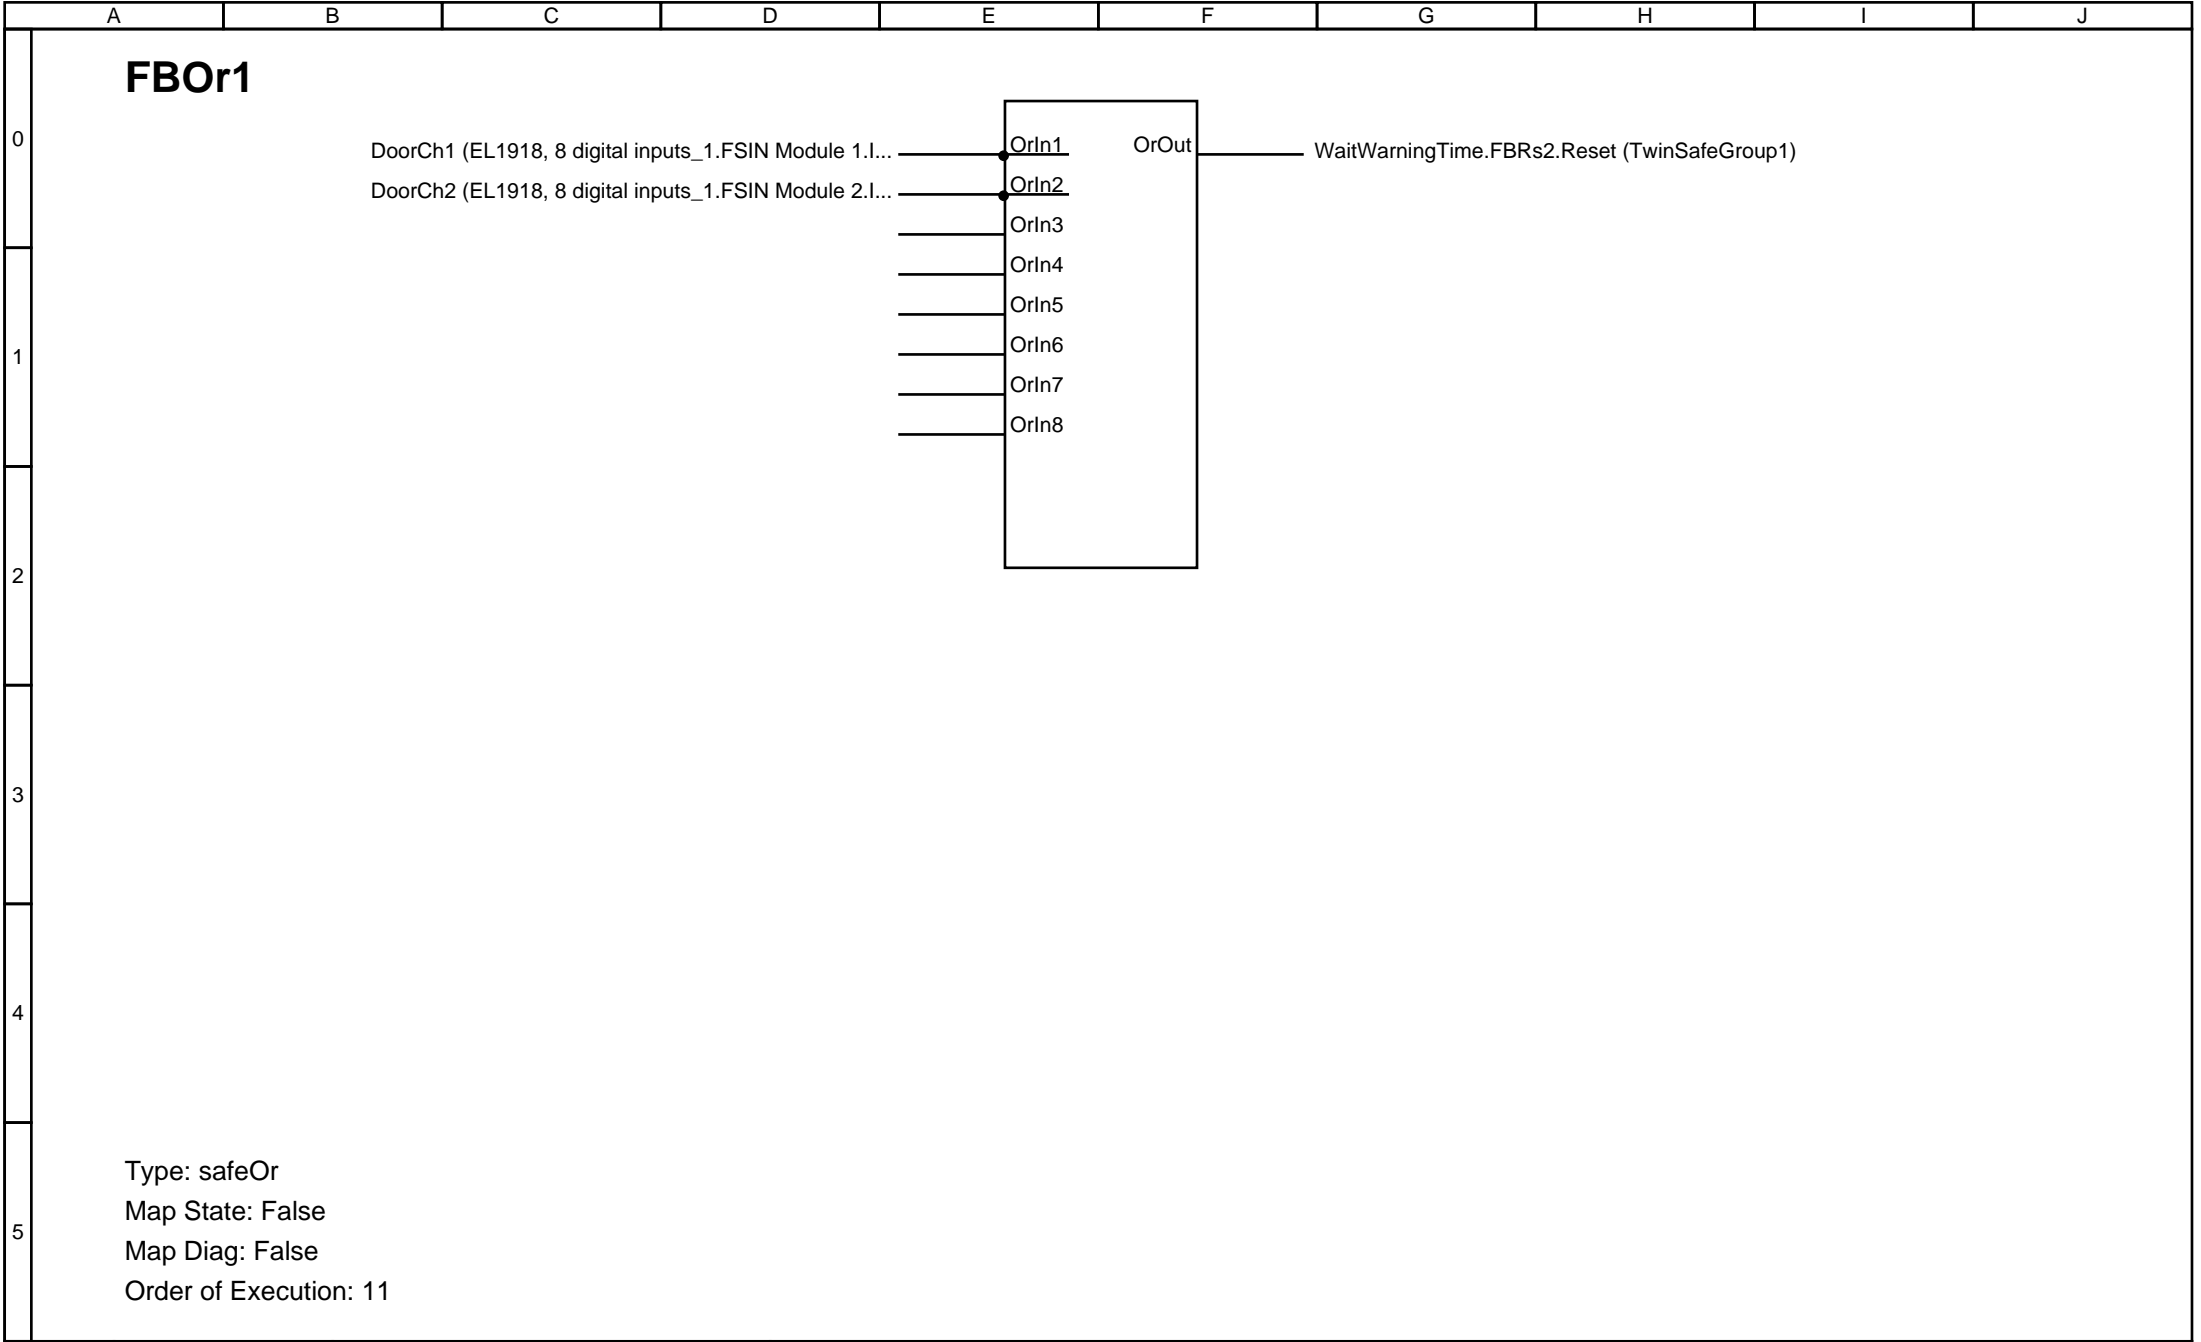 A B C D E F G H I J
FBOr1
0
DoorCh1 (EL1918, 8 digital inputs_1.FSIN Module 1.I... OrIn1 OrOut WaitWarningTime.FBRs2.Reset (TwinSafeGroup1)
DoorCh2 (EL1918, 8 digital inputs_1.FSIN Module 2.I... OrIn2
OrIn3
OrIn4
OrIn5
1 OrIn6
OrIn7
OrIn8
2
3
4
Type: safeOr
Map State: False
5
Map Diag: False
Order of Execution: 11